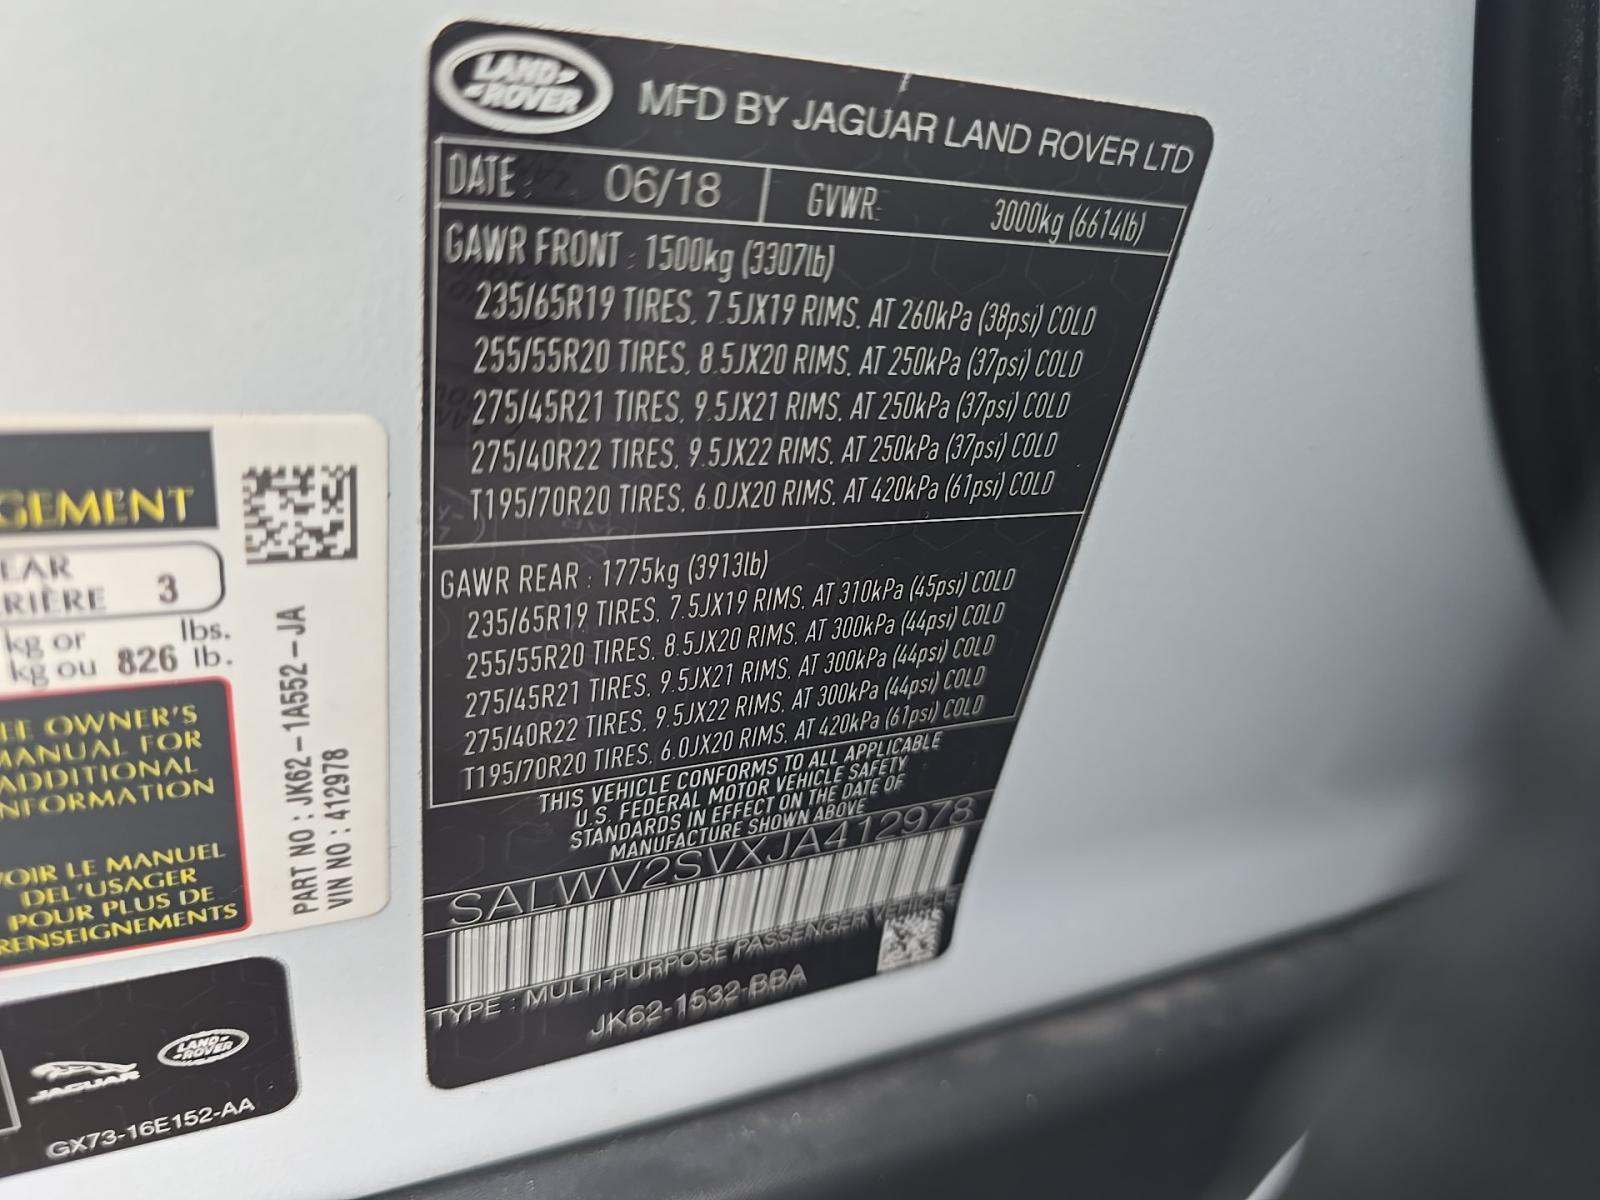 LAND ROVER
MFD BY JAGUAR LAND ROVER LTD
DATE : 06/18 GVWR: 3000kg (6614lb)
GAWR FRONT : 1500kg (3307lb)
235/65R19 TIRES, 7.5JX19 RIMS, AT 260kPa (38psi) COLD
255/55R20 TIRES, 8.5JX20 RIMS, AT 250kPa (37psi) COLD
275/45R21 TIRES, 9.5JX21 RIMS, AT 250kPa (37psi) COLD
275/40R22 TIRES, 9.5JX22 RIMS, AT 250kPa (37psi) COLD
T195/70R20 TIRES, 6.0JX20 RIMS, AT 420kPa (61psi) COLD
GAWR REAR : 1775kg (3913lb)
235/65R19 TIRES, 7.5JX19 RIMS, AT 310kPa (45psi) COLD
255/55R20 TIRES, 8.5JX20 RIMS, AT 300kPa (44psi) COLD
275/45R21 TIRES, 9.5JX21 RIMS, AT 300kPa (44psi) COLD
275/40R22 TIRES, 9.5JX22 RIMS, AT 300kPa (44psi) COLD
T195/70R20 TIRES, 6.0JX20 RIMS, AT 420kPa (61psi) COLD
THIS VEHICLE CONFORMS TO ALL APPLICABLE
U.S. FEDERAL MOTOR VEHICLE SAFETY
STANDARDS IN EFFECT ON THE DATE OF
MANUFACTURE SHOWN ABOVE
SALWV2SVXJA412978
TYPE : MULTI-PURPOSE PASSENGER VEHICLE
JK62-1532-BBA
GEMENT
EAR
RIÈRE 3
kg or lbs.
kg ou 826 lb.
EE OWNER'S
MANUAL FOR
ADDITIONAL
NFORMATION
VOIR LE MANUEL
DEL'USAGER
POUR PLUS DE
RENSEIGNEMENTS
PART NO : JK62-1A552-JA
VIN NO : 412978
JAGUAR
LAND ROVER
GX73-16E152-AA